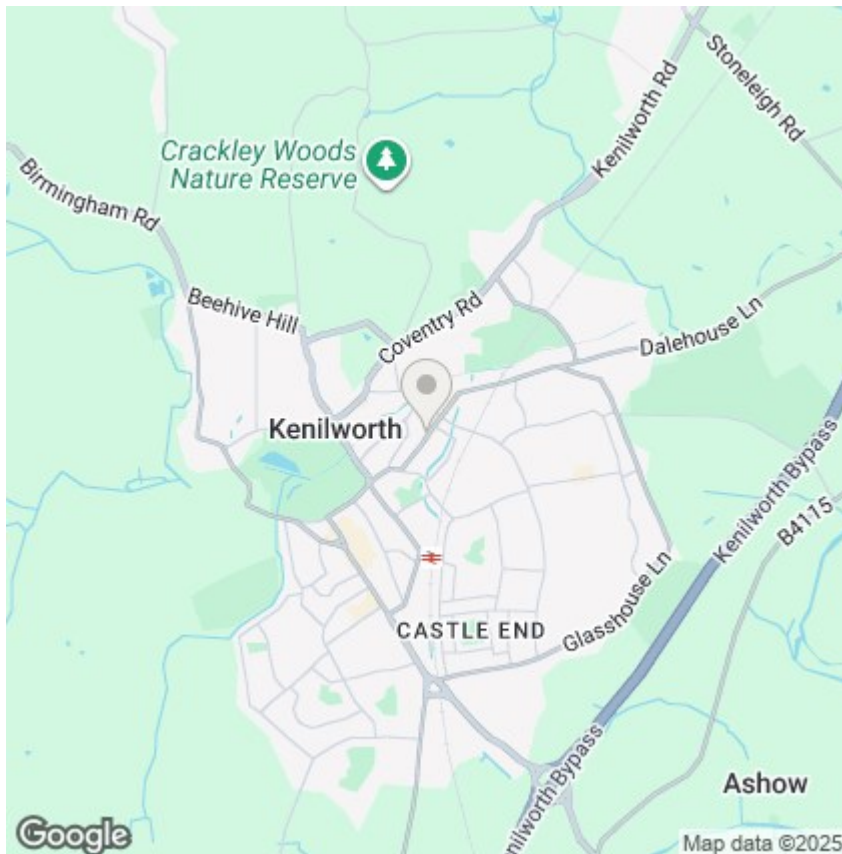 Stoneleigh Rd
Kenilworth Rd
Crackley Woods
Nature Reserve
Birmingham Rd
Beehive Hill
Coventry Rd
Dalehouse Ln
Kenilworth
Kenilworth Bypass
B4115
Glasshouse Ln
CASTLE END
enilworth Bypass
Ashow
Google
Map data ©2025